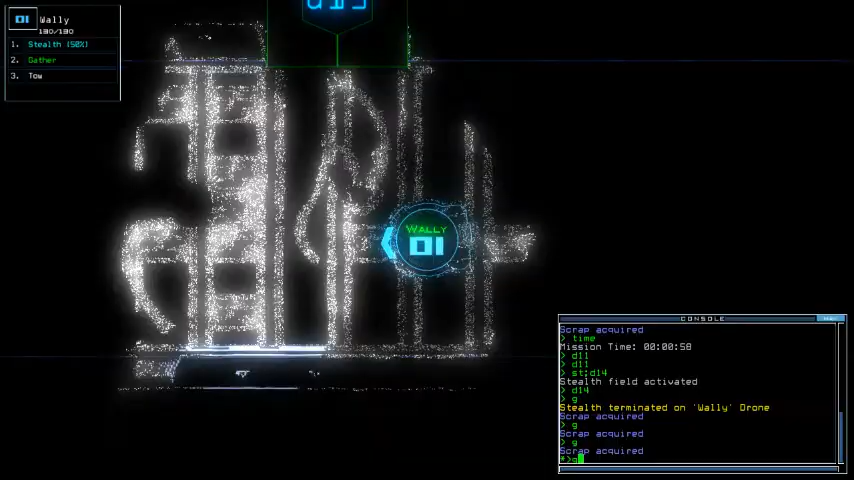 01 Wally
130/130
1. Stealth (50%)
2. Gather
3. Tow
WALLY
01
CONSOLE
Scrap acquired
> time
Mission Time: 00:00:58
> d11
> d11
> st;d14
Stealth field activated
> d14
> g
Stealth terminated on 'Wally' Drone
Scrap acquired
> g
Scrap acquired
> g
Scrap acquired
*>g